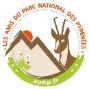 • LES AMIS DU PARC NATIONAL DES PYRÉNÉES •
apnp.fr